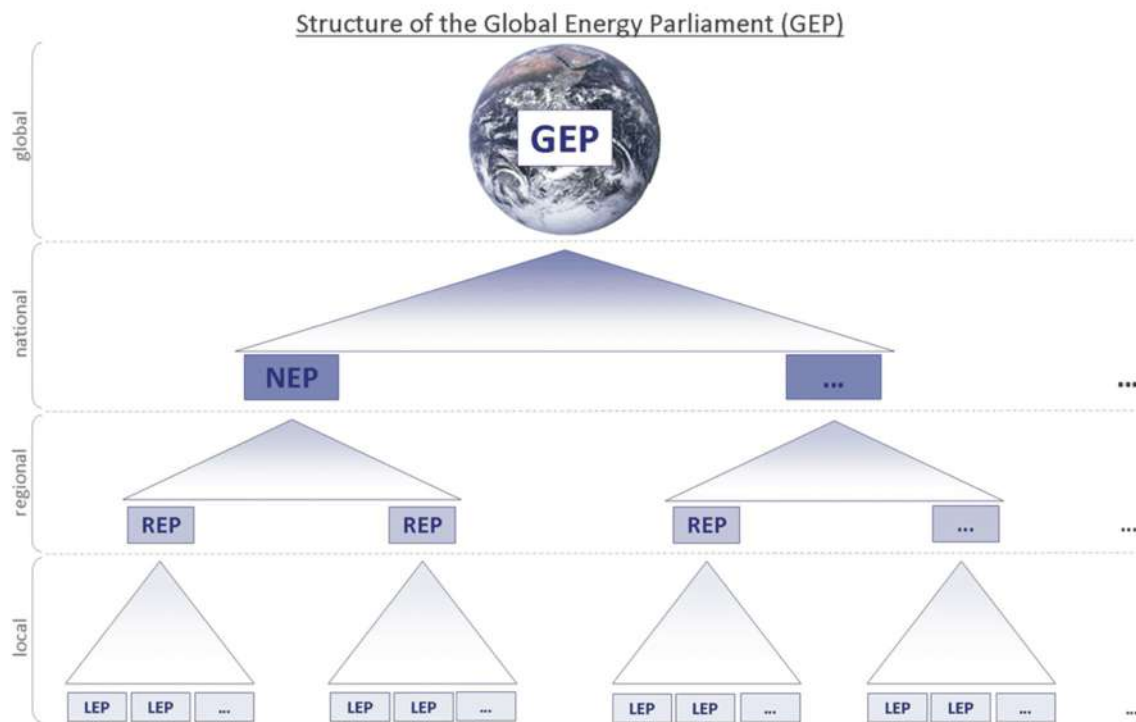 Structure of the Global Energy Parliament (GEP)
global
GEP
national
NEP ... ...
regional
REP REP REP ... ...
local
LEP LEP ... LEP LEP ... LEP LEP ... LEP LEP ... ...